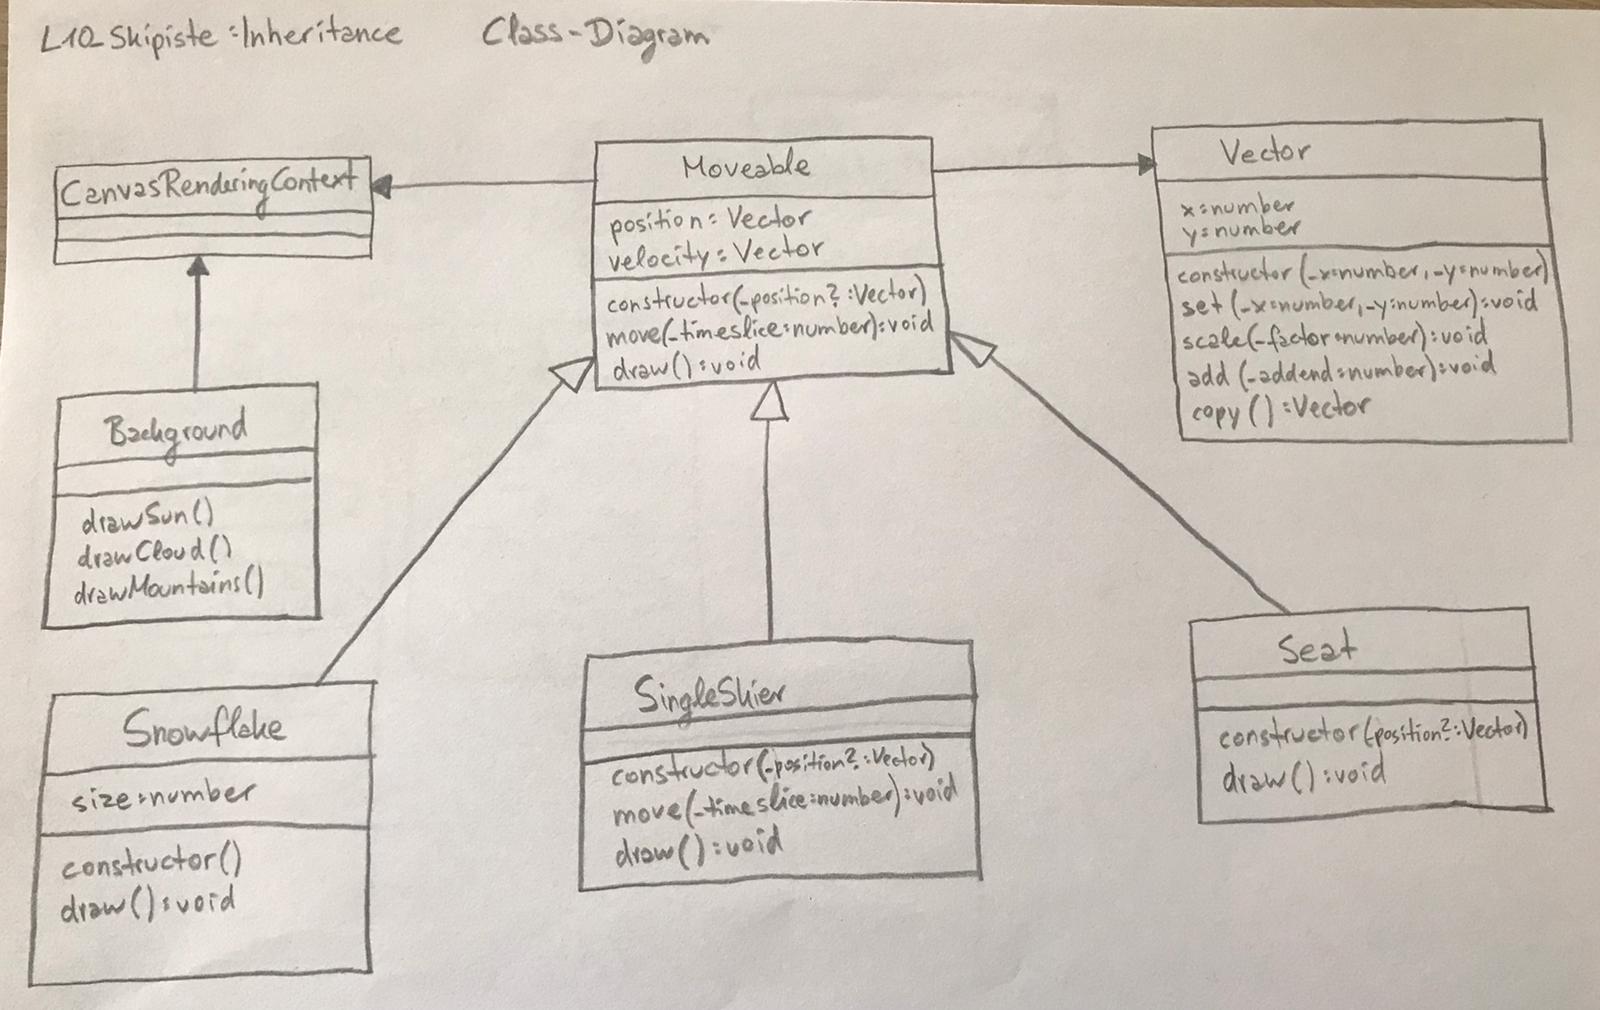 L10_Skipiste : Inheritance Class-Diagram
CanvasRenderingContext
Moveable
position : Vector
velocity : Vector
constructor(_position? : Vector)
move(_timeslice : number) : void
draw() : void
Vector
x : number
y : number
constructor (_x : number, _y : number)
set (_x : number, _y : number) : void
scale(_factor : number) : void
add (_addend : number) : void
copy () : Vector
Background
drawSun()
drawCloud()
drawMountains()
Snowflake
size : number
constructor()
draw() : void
SingleSkier
constructor(_position? : Vector)
move(_timeslice : number) : void
draw() : void
Seat
constructor(_position? : Vector)
draw() : void